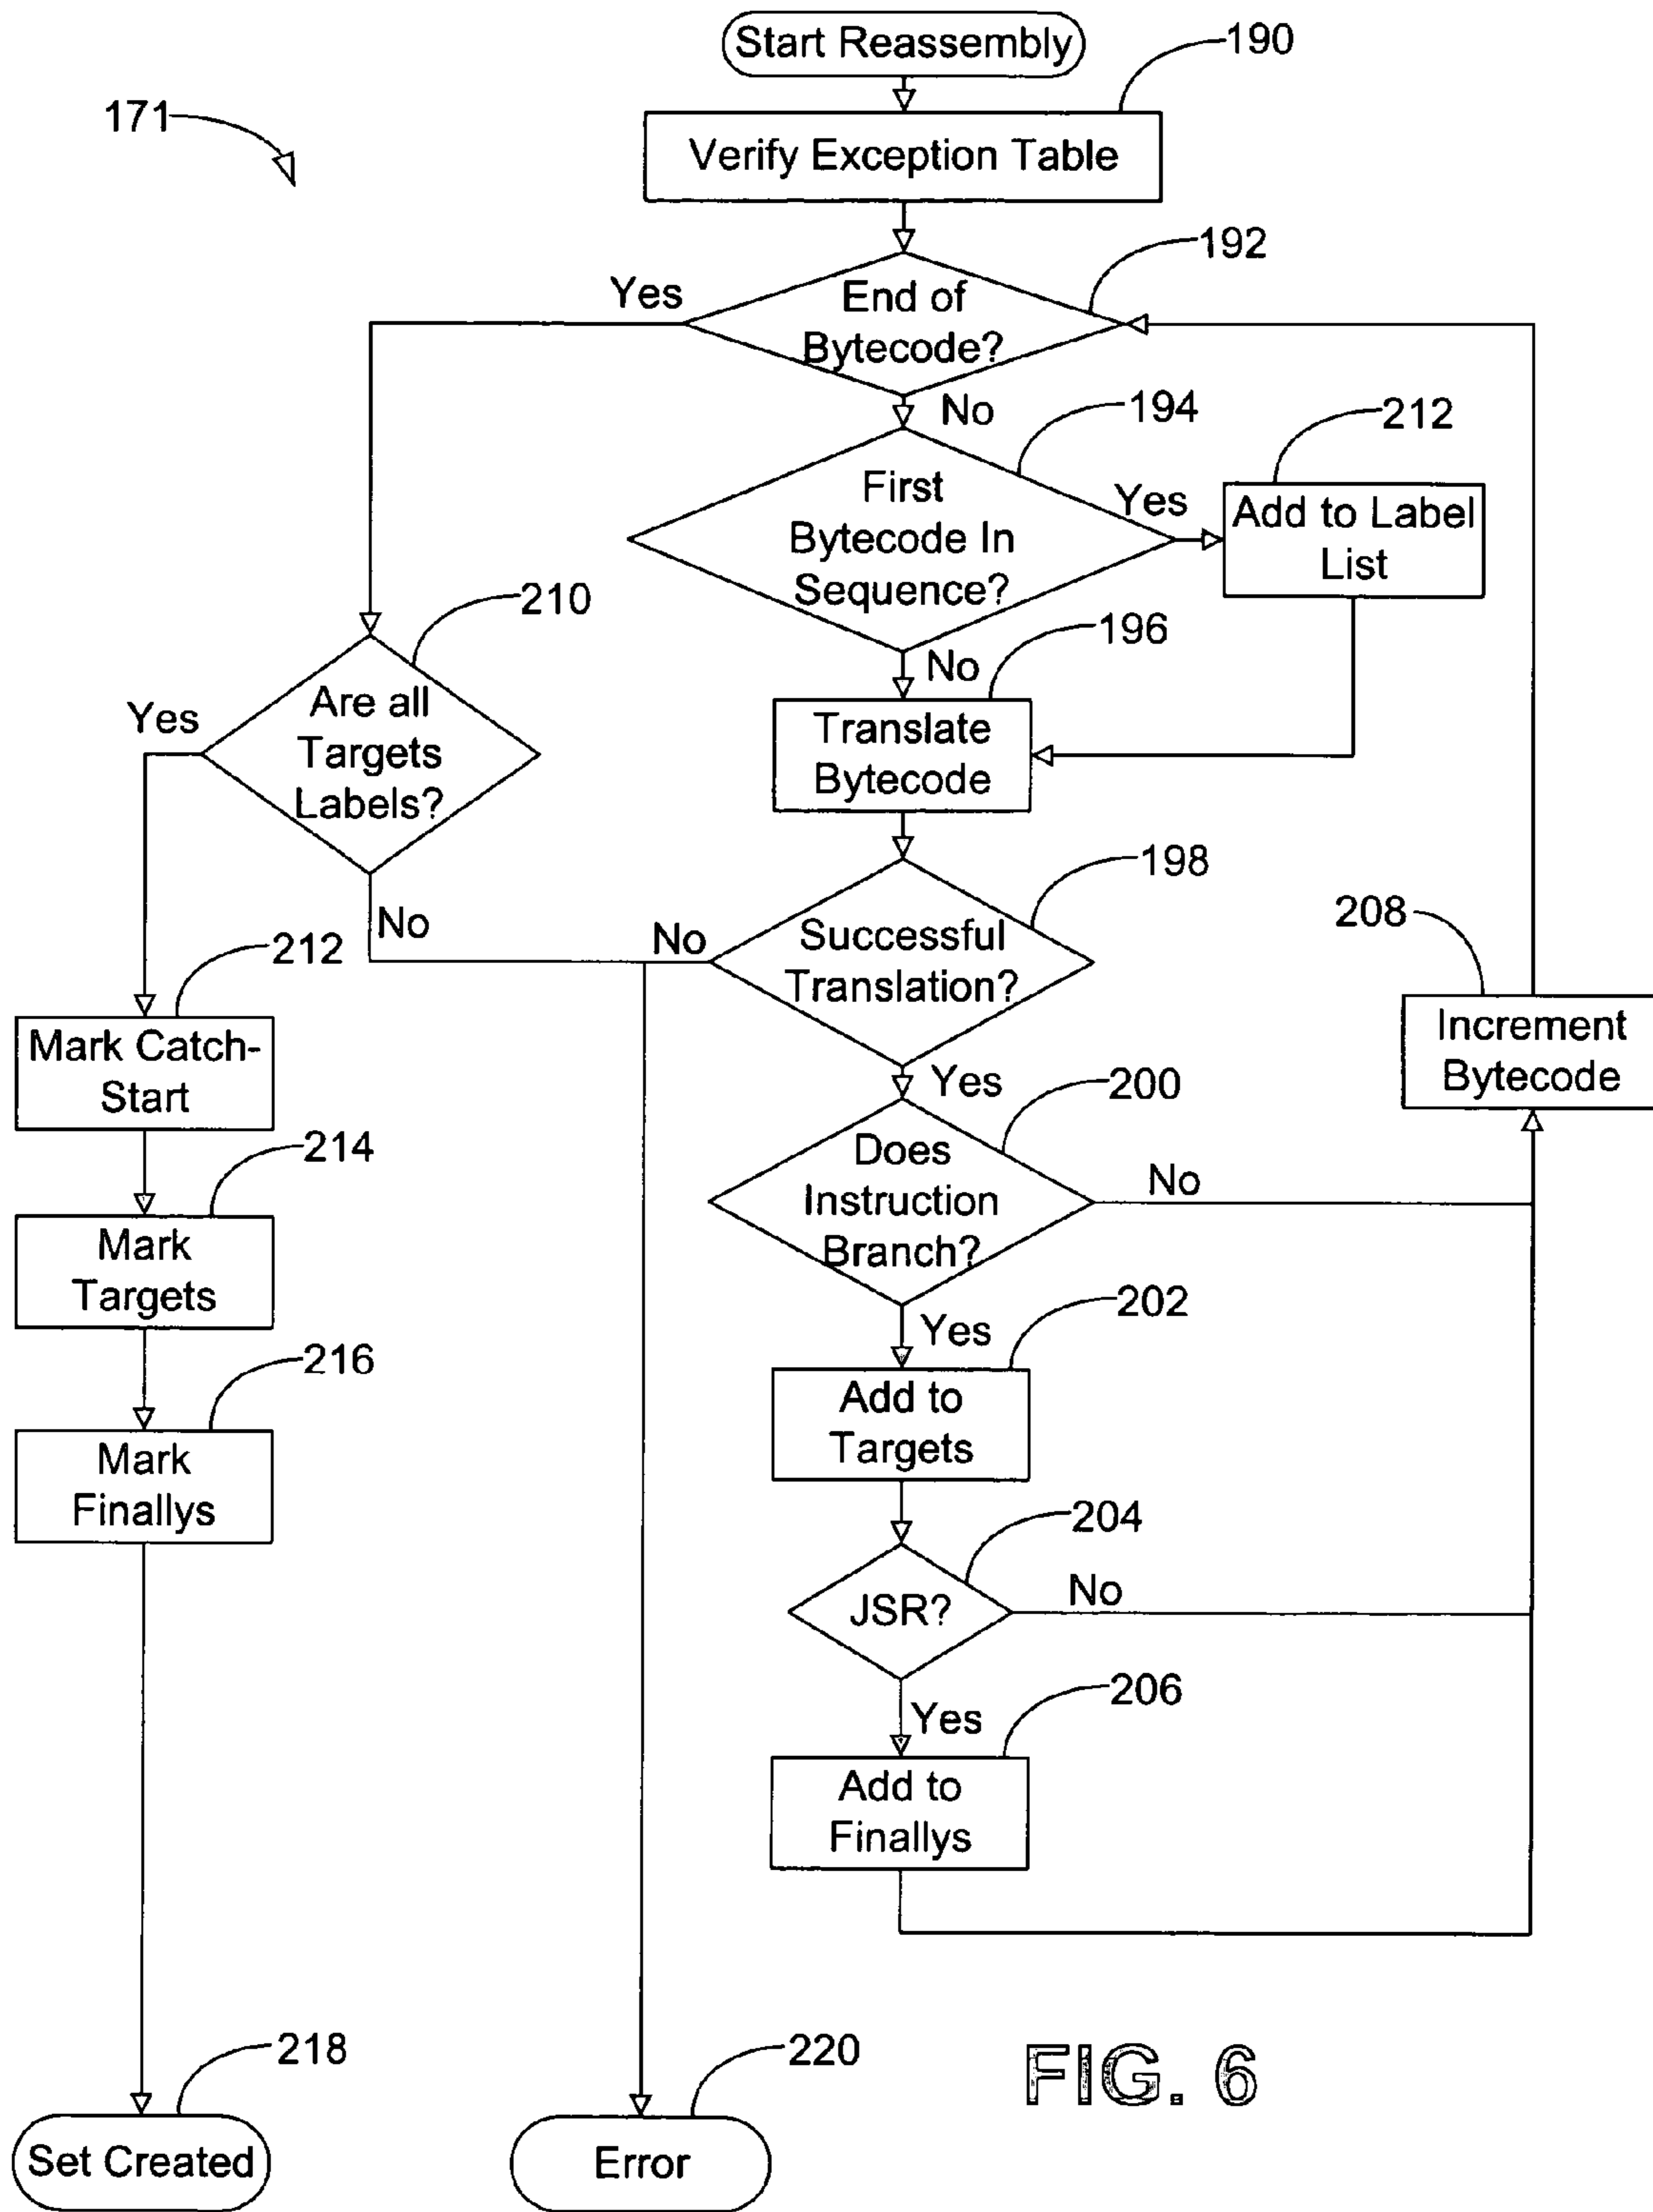 Start Reassembly
190
171
Verify Exception Table
192
Yes
End of
Bytecode?
No
194
212
First
Bytecode In
Sequence?
Yes
Add to Label
List
210
196
No
Are all
Targets
Labels?
Yes
Translate
Bytecode
198
No
No
Successful
Translation?
208
212
Increment
Bytecode
Mark Catch-
Start
Yes
200
214
Does
Instruction
Branch?
No
Mark
Targets
202
Yes
216
Add to
Targets
Mark
Finallys
204
JSR?
No
206
Yes
Add to
Finallys
218
220
FIG. 6
Set Created
Error